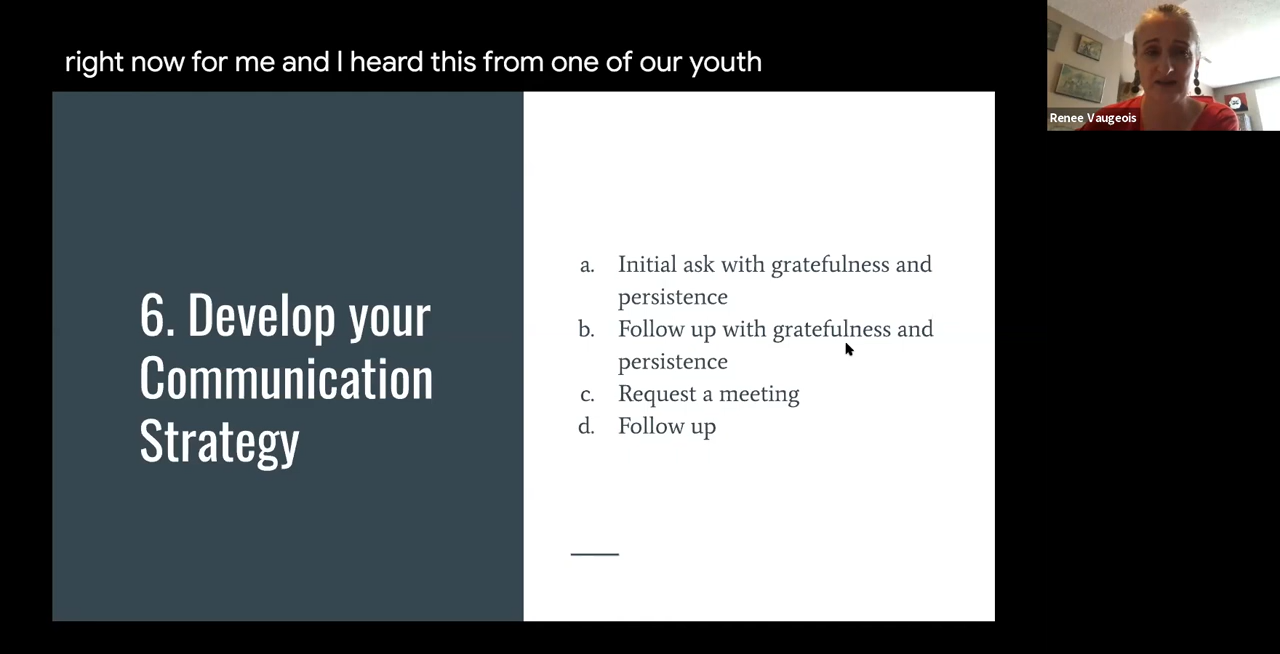 right now for me and I heard this from one of our youth
Renee Vaugeois
6. Develop your
Communication
Strategy
a. Initial ask with gratefulness and
persistence
b. Follow up with gratefulness and
persistence
c. Request a meeting
d. Follow up